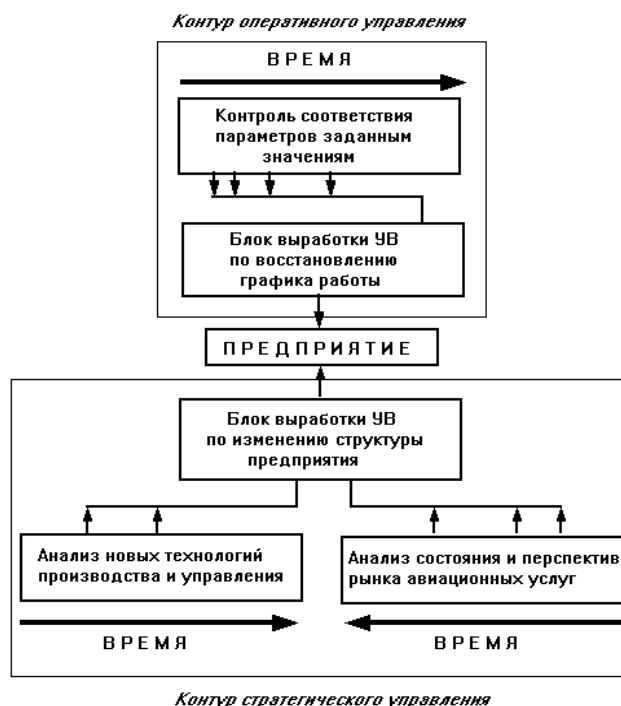 Контур оперативного управления
ВРЕМЯ
Контроль соответствия
параметров заданным
значениям
Блок выработки УВ
по восстановлению
графика работы
ПРЕДПРИЯТИЕ
Блок выработки УВ
по изменению структуры
предприятия
Анализ новых технологий
производства и управления
Анализ состояния и перспектив
рынка авиационных услуг
ВРЕМЯ
ВРЕМЯ
Контур стратегического управления